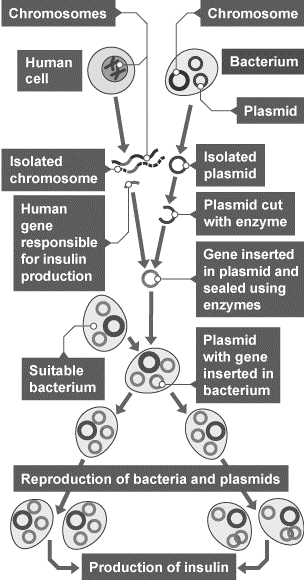 Chromosomes
Chromosome
Human
cell
Bacterium
Plasmid
Isolated
chromosome
Isolated
plasmid
Human
gene
responsible
for insulin
production
Plasmid cut
with enzyme
Gene inserted
in plasmid and
sealed using
enzymes
Suitable
bacterium
Plasmid
with gene
inserted in
bacterium
Reproduction of bacteria and plasmids
Production of insulin